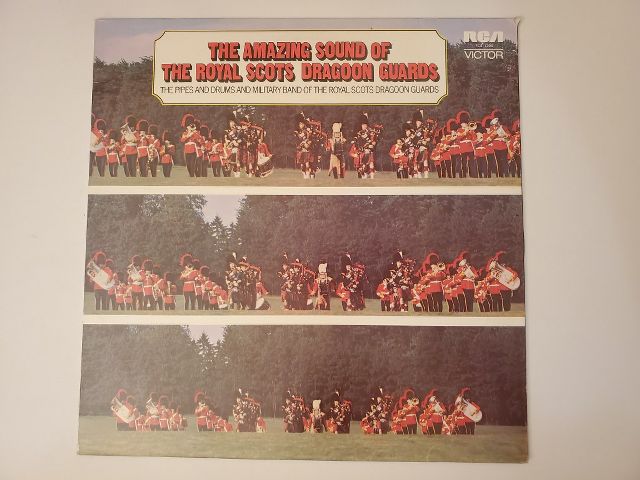 THE AMAZING SOUND OF
THE ROYAL SCOTS DRAGOON GUARDS
THE PIPES AND DRUMS AND MILITARY BAND OF THE ROYAL SCOTS DRAGOON GUARDS
RCA
VICTOR